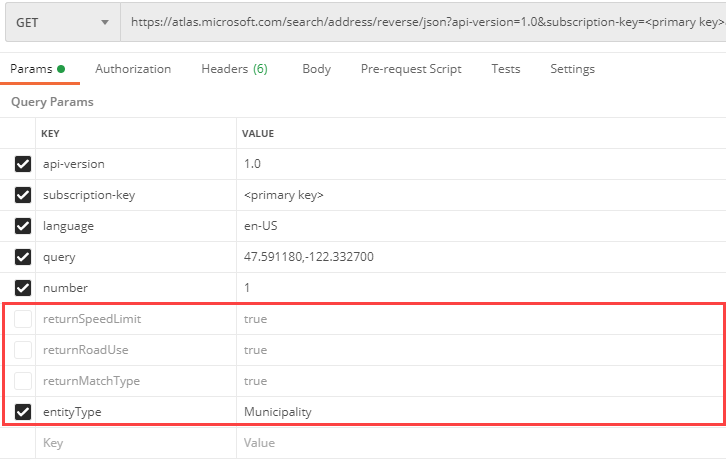 GET https://atlas.microsoft.com/search/address/reverse/json?api-version=1.0&subscription-key=<primary key>
Params Authorization Headers (6) Body Pre-request Script Tests Settings
Query Params
KEY VALUE
api-version 1.0
subscription-key <primary key>
language en-US
query 47.591180,-122.332700
number 1
returnSpeedLimit true
returnRoadUse true
returnMatchType true
entityType Municipality
Key Value